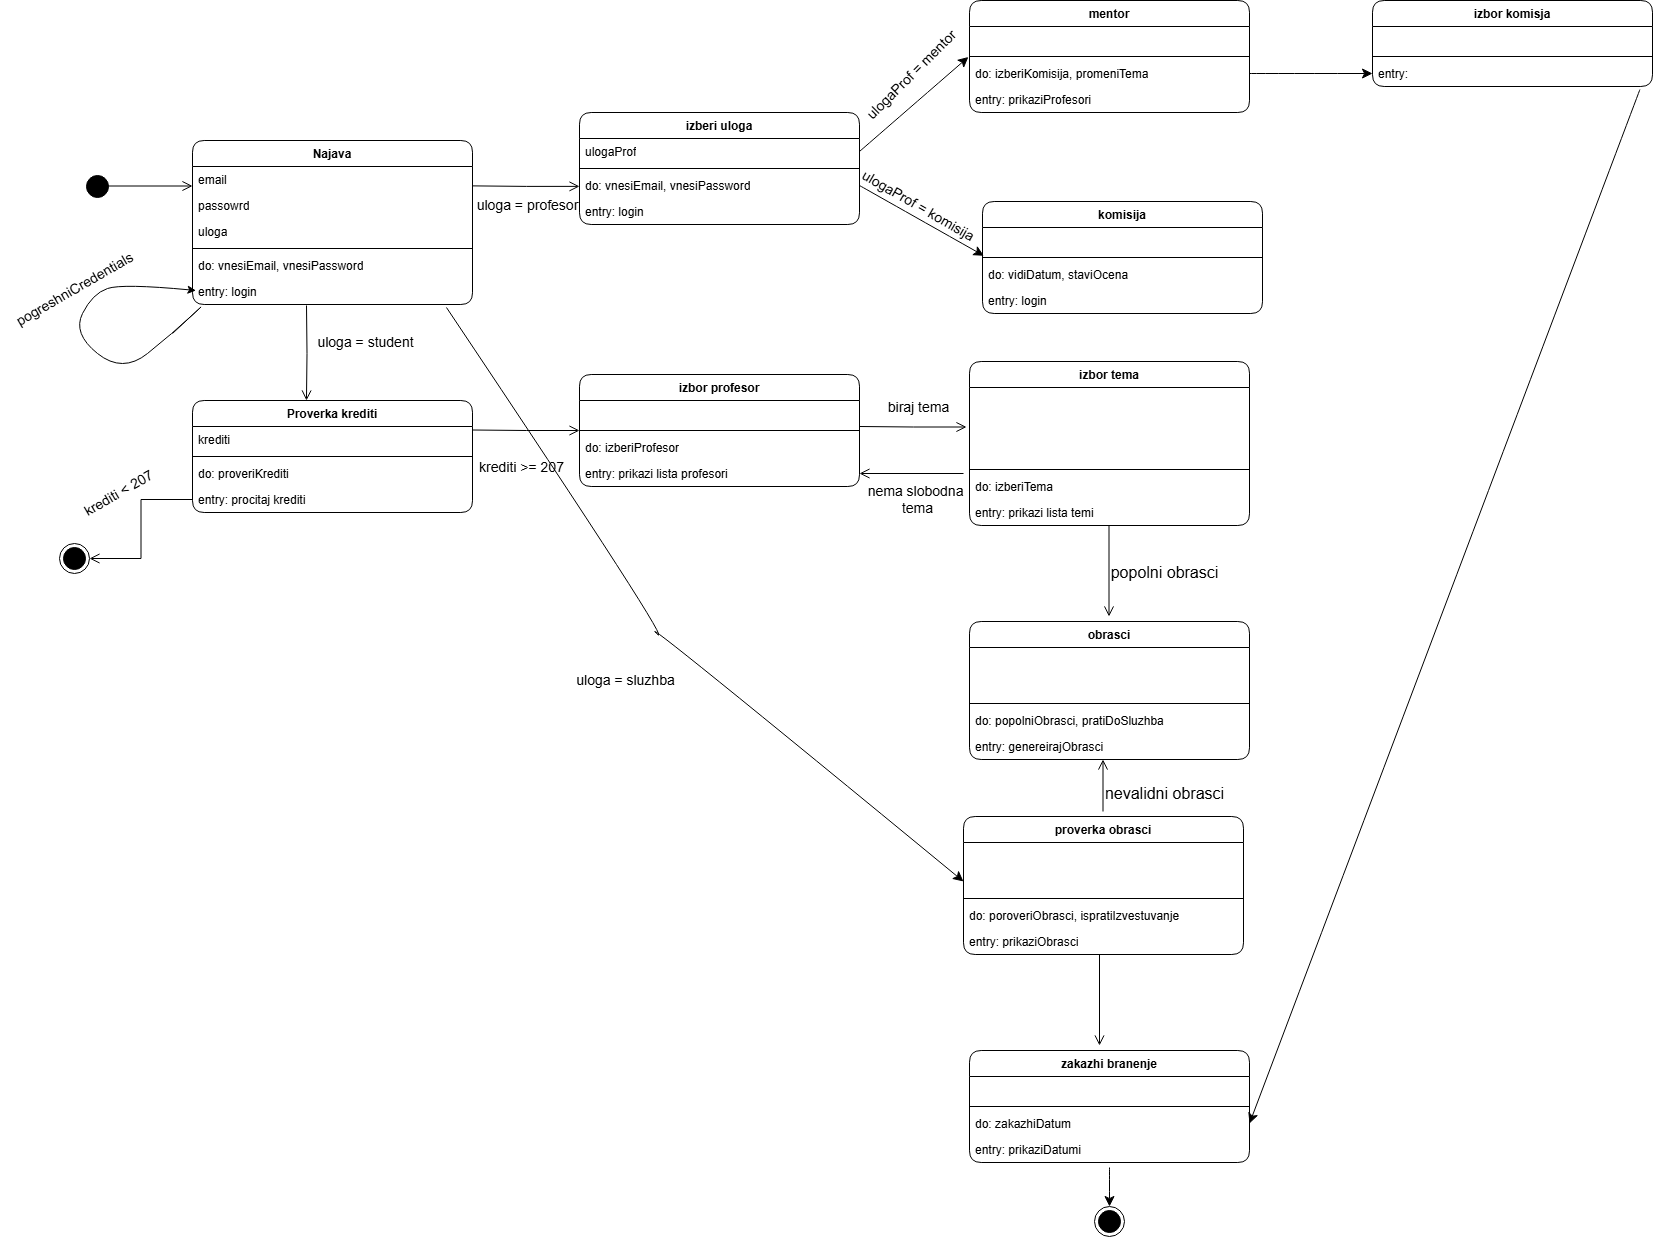 mentor
do: izberiKomisija, promeniTema
entry: prikaziProfesori
izbor komisja
entry:
ulogaProf = mentor
izberi uloga
ulogaProf
do: vnesiEmail, vnesiPassword
entry: login
Najava
email
passowrd
uloga
do: vnesiEmail, vnesiPassword
entry: login
uloga = profesor
ulogaProf = komisija
komisija
do: vidiDatum, staviOcena
entry: login
pogreshniCredentials
uloga = student
Proverka krediti
krediti
do: proveriKrediti
entry: procitaj krediti
krediti >= 207
krediti < 207
izbor profesor
do: izberiProfesor
entry: prikazi lista profesori
biraj tema
nema slobodna
tema
izbor tema
do: izberiTema
entry: prikazi lista temi
popolni obrasci
obrasci
do: popolniObrasci, pratiDoSluzhba
entry: genereirajObrasci
uloga = sluzhba
nevalidni obrasci
proverka obrasci
do: poroveriObrasci, ispratiIzvestuvanje
entry: prikaziObrasci
zakazhi branenje
do: zakazhiDatum
entry: prikaziDatumi